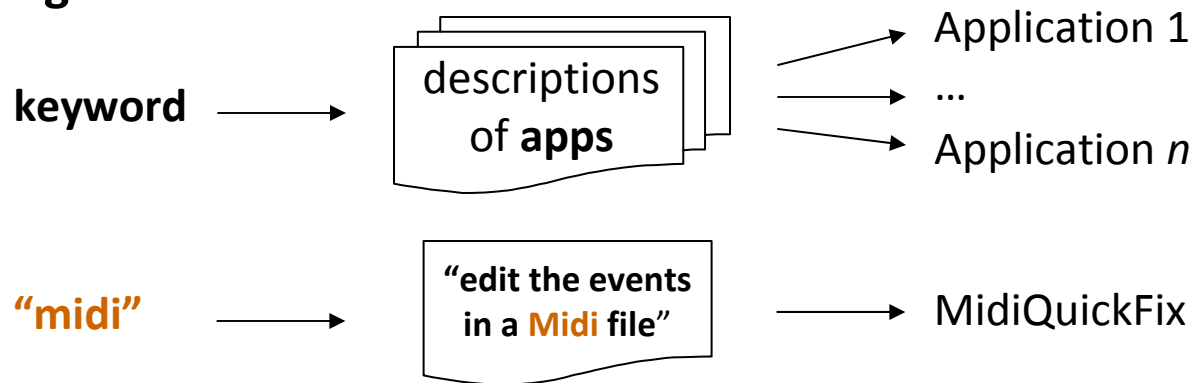 keyword
descriptions
of apps
Application 1
...
Application n
“midi”
“edit the events
in a Midi file”
MidiQuickFix